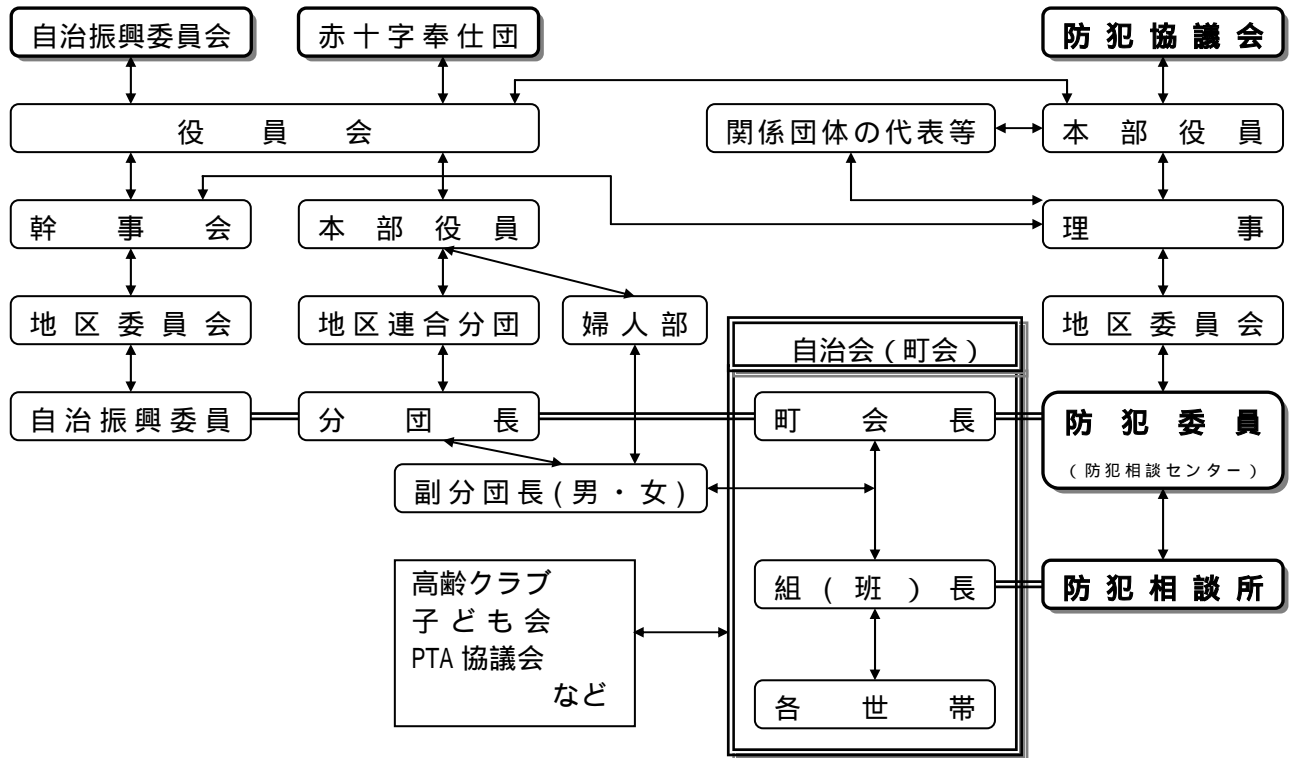 自治振興委員会
赤十字奉仕団
防犯協議会
役員会
関係団体の代表等
本部役員
幹事会
本部役員
理事
地区委員会
地区連合分団
婦人部
地区委員会
自治会(町会)
自治振興委員
分団長
町会長
防犯委員
(防犯相談センター)
副分団長(男・女)
高齢クラブ
子ども会
PTA協議会
など
組(班)長
防犯相談所
各世帯